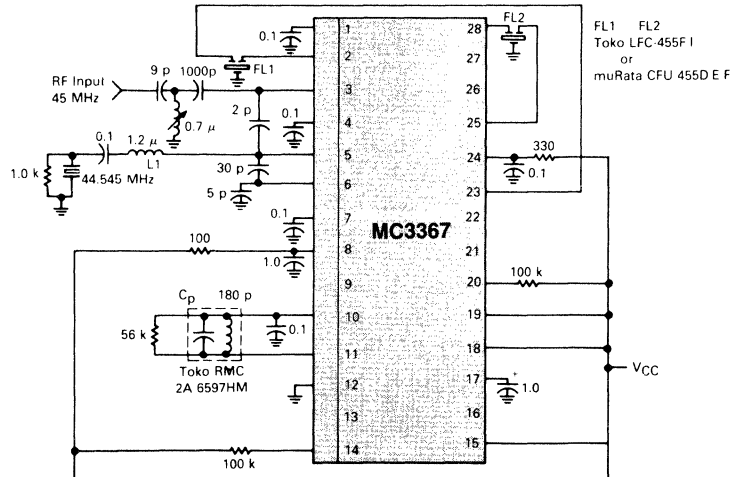 FL2
FL1 FL2
Toko LFC-455F I
or
muRata CFU 455D E F
0.1
1
28
2
27
FL1
RF Input
45 MHz
9 p
1000p
3
26
0.7 μ
2 p
0.1
4
25
0.1
1.2 μ
L1
5
24
330
1.0 k
44.545 MHz
30 p
5 p
6
23
0.1
0.1
7
22
MC3367
100
1.0
8
21
9
20
100 k
Cp
180 p
10
19
56 k
0.1
11
18
Toko RMC
2A 6597HM
VCC
12
17
+
1.0
13
16
14
15
100 k